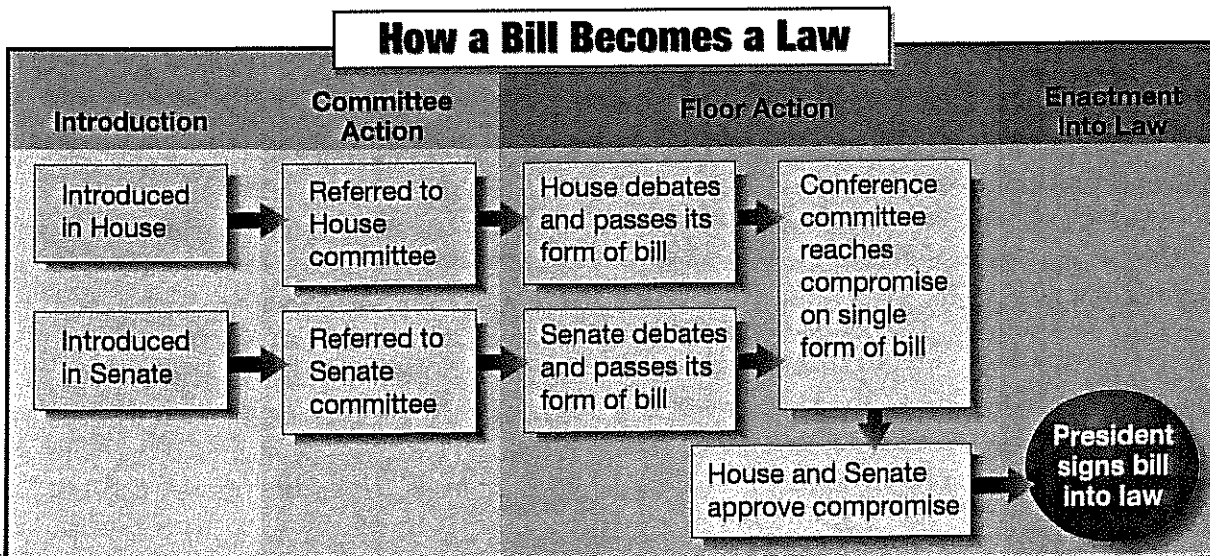 How a Bill Becomes a Law
Introduction
Committee
Action
Floor Action
Enactment
Into Law
Introduced
in House
Referred to
House
committee
House debates
and passes its
form of bill
Conference
committee
reaches
compromise
on single
form of bill
Introduced
in Senate
Referred to
Senate
committee
Senate debates
and passes its
form of bill
House and Senate
approve compromise
President
signs bill
into law